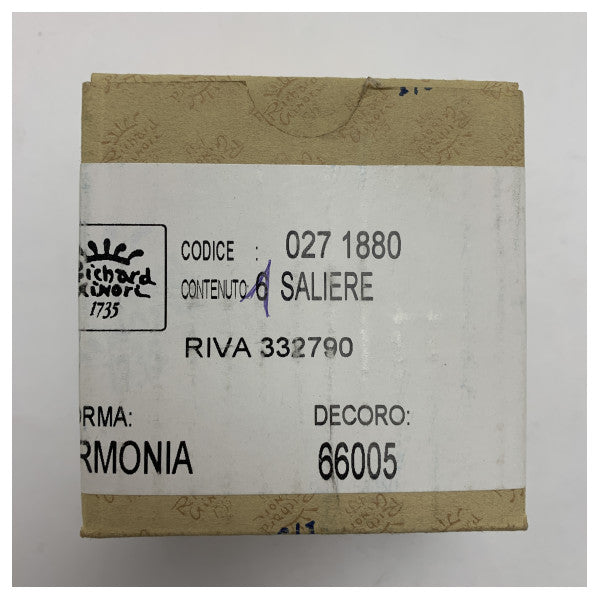 Richard
Ginori
1735
CODICE : 027 1880
CONTENUTO: 6 1 SALIERE
RIVA 332790
ORMA:
DECORO:
RMONIA
66005